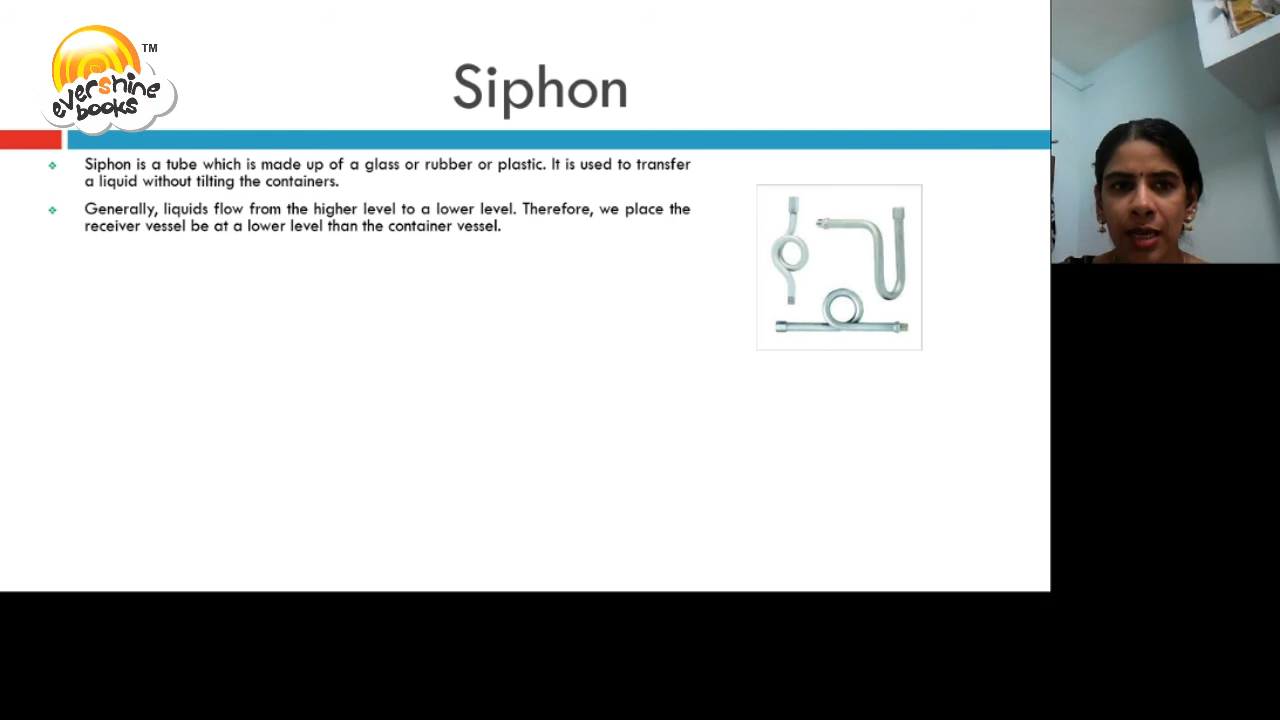 evershine
books
TM
Siphon
Siphon is a tube which is made up of a glass or rubber or plastic. It is used to transfer
a liquid without tilting the containers.
Generally, liquids flow from the higher level to a lower level. Therefore, we place the
receiver vessel be at a lower level than the container vessel.